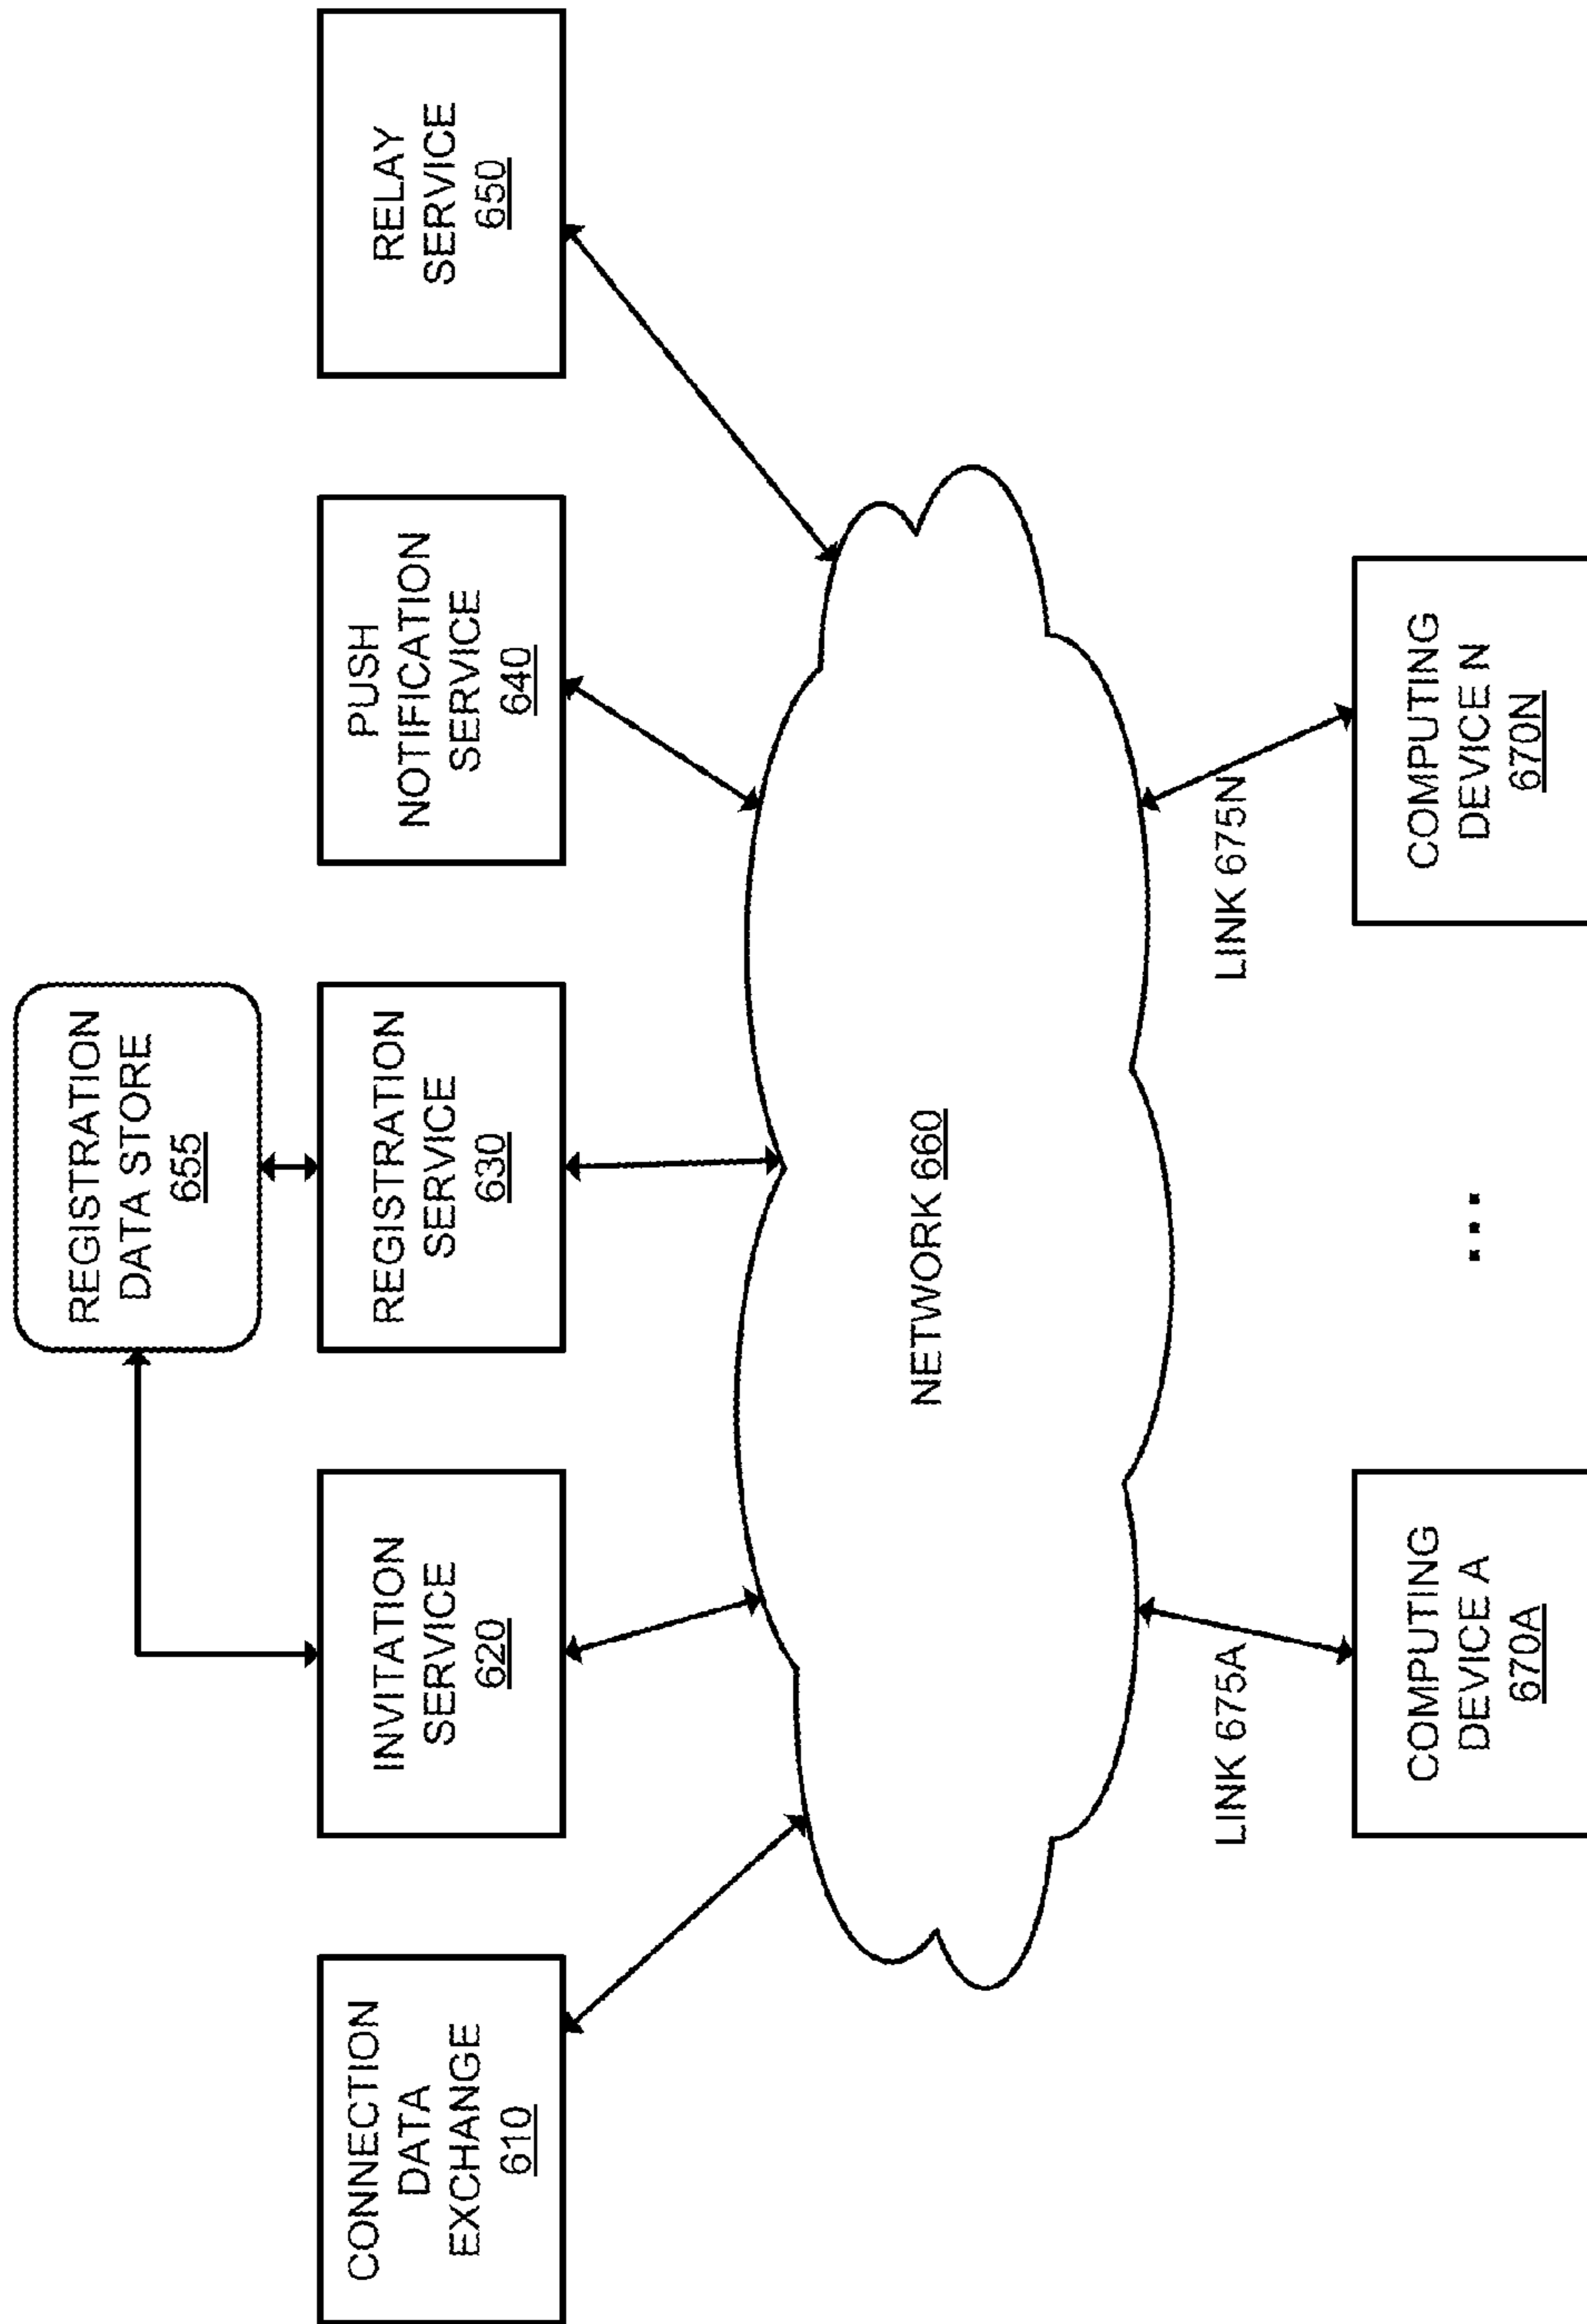 REGISTRATION
DATA STORE
655
CONNECTION
DATA
EXCHANGE
610
INVITATION
SERVICE
620
REGISTRATION
SERVICE
630
PUSH
NOTIFICATION
SERVICE
640
RELAY
SERVICE
650
NETWORK 660
LINK 675A
LINK 675N
COMPUTING
DEVICE A
670A
...
COMPUTING
DEVICE N
670N